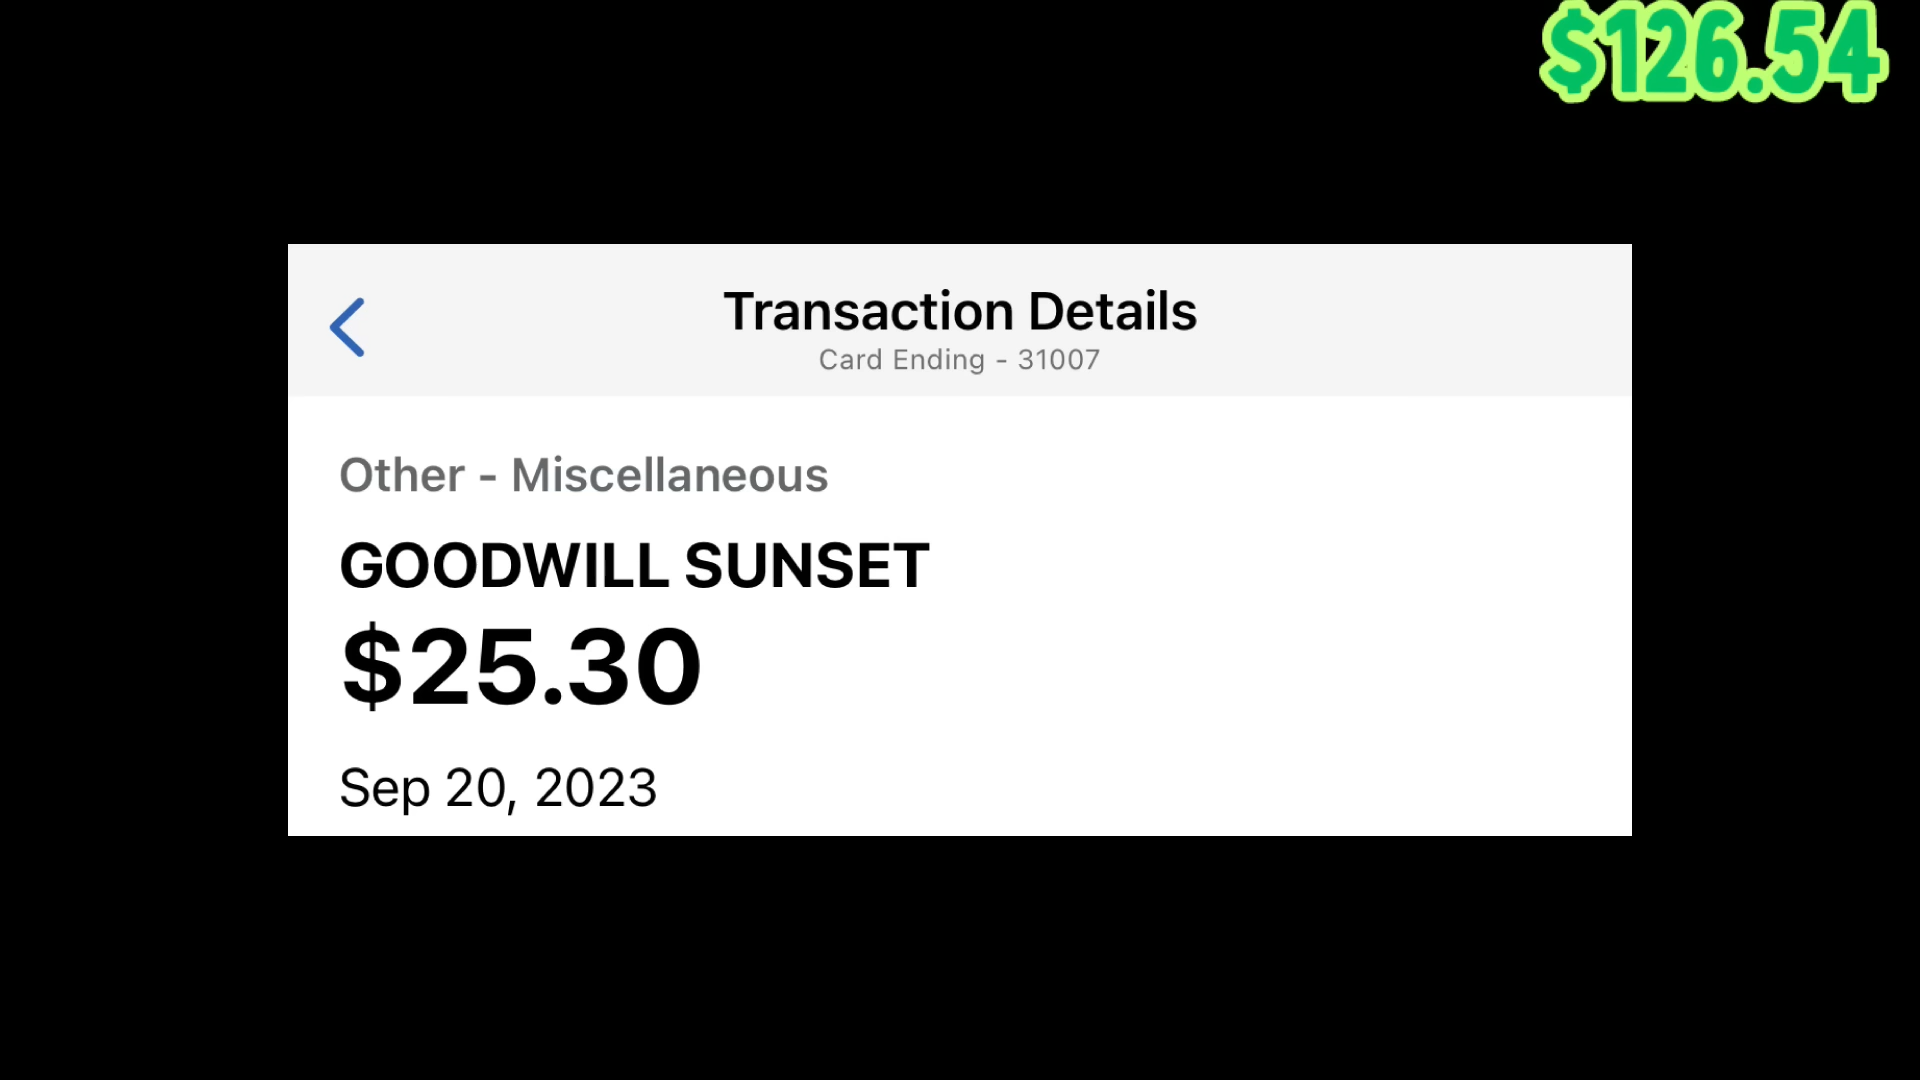 $126.54
Transaction Details
Card Ending - 31007
Other - Miscellaneous
GOODWILL SUNSET
$25.30
Sep 20, 2023